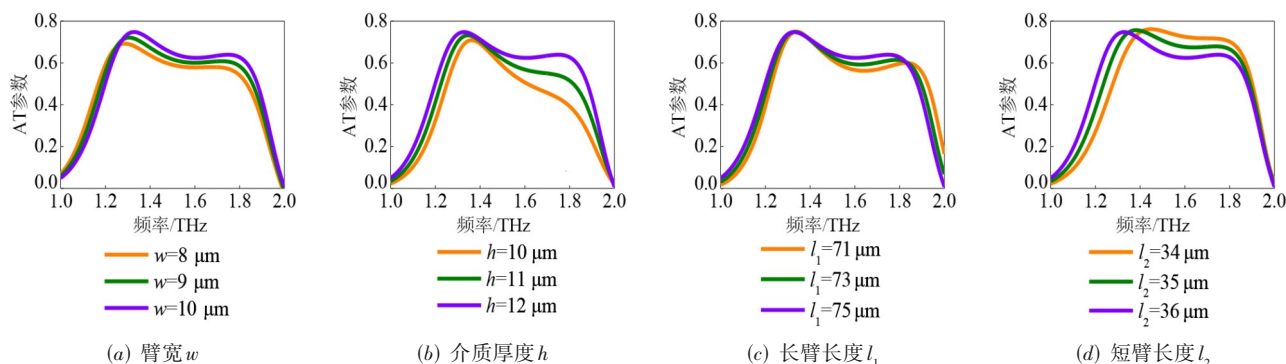 AT参数
0.8
0.6
0.4
0.2
0.0
1.0 1.2 1.4 1.6 1.8 2.0
频率/THz
w=8 μm
w=9 μm
w=10 μm
(a) 臂宽w
AT参数
0.8
0.6
0.4
0.2
0.0
1.0 1.2 1.4 1.6 1.8 2.0
频率/THz
h=10 μm
h=11 μm
h=12 μm
(b) 介质厚度h
AT参数
0.8
0.6
0.4
0.2
0.0
1.0 1.2 1.4 1.6 1.8 2.0
频率/THz
l₁=71 μm
l₁=73 μm
l₁=75 μm
(c) 长臂长度l₁
AT参数
0.8
0.6
0.4
0.2
0.0
1.0 1.2 1.4 1.6 1.8 2.0
频率/THz
l₂=34 μm
l₂=35 μm
l₂=36 μm
(d) 短臂长度l₂